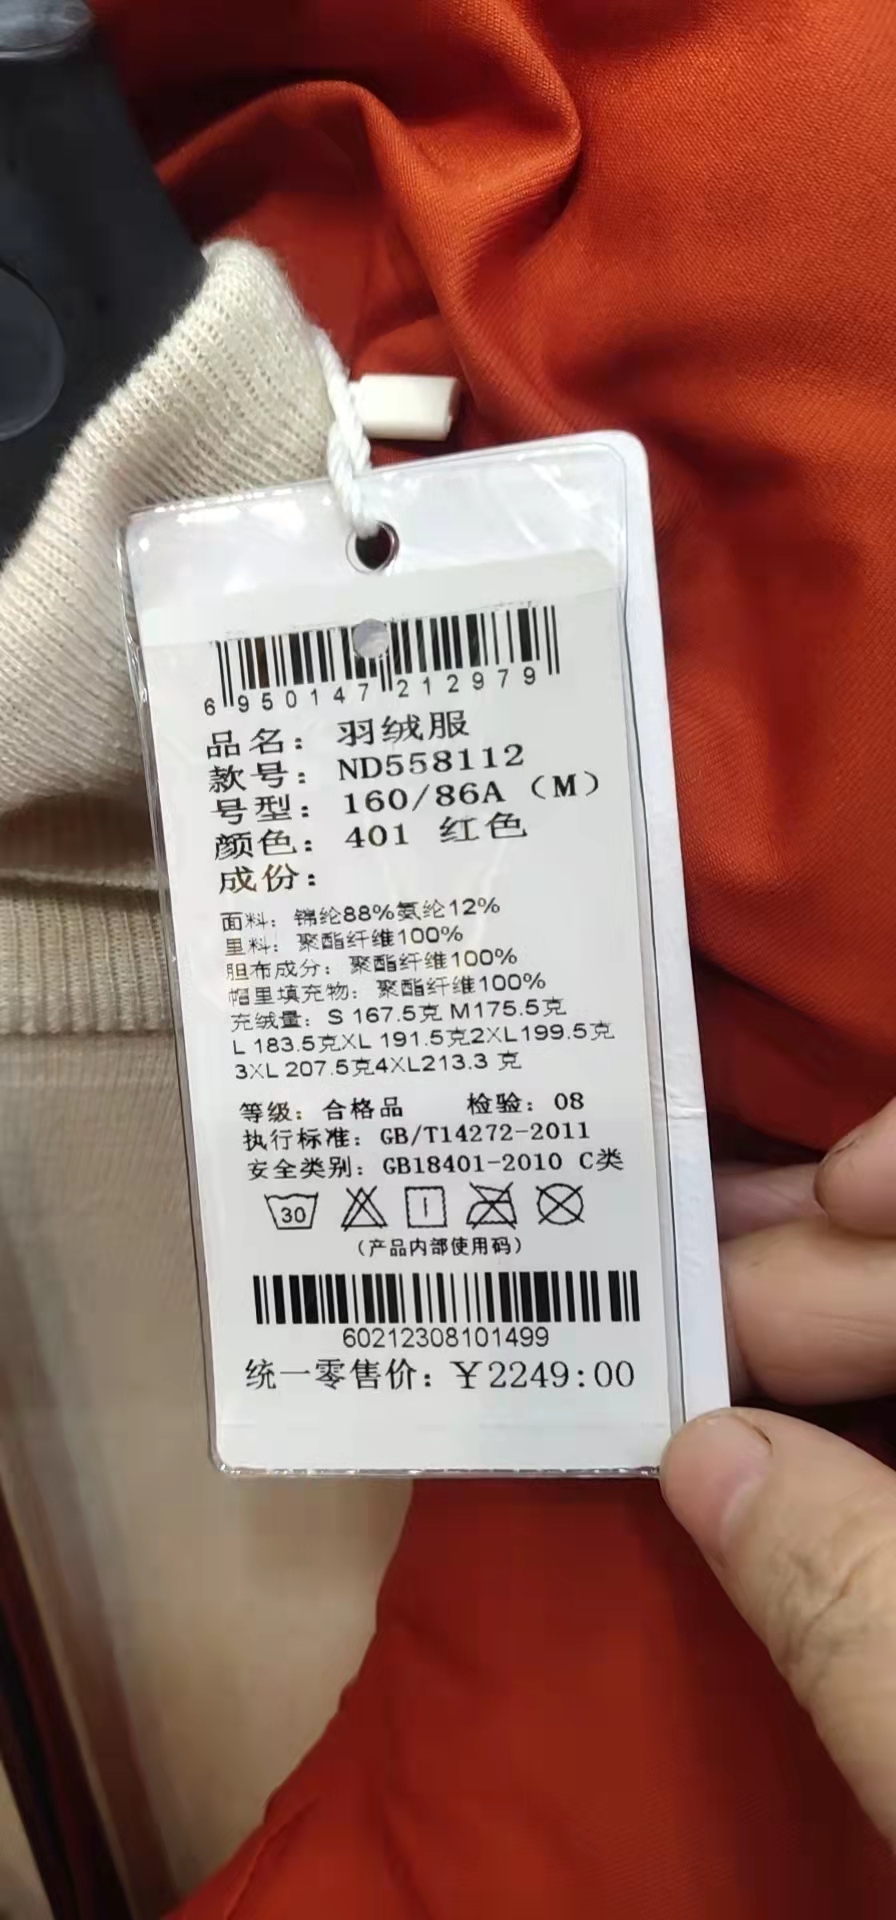 6950147212979
品名：羽绒服
款号：ND558112
号型：160/86A（M）
颜色：401 红色
成份：
面料：锦纶88%氨纶12%
里料：聚酯纤维100%
胆布成分：聚酯纤维100%
帽里填充物：聚酯纤维100%
充绒量：S 167.5克 M175.5克
L 183.5克XL 191.5克2XL199.5克
3XL 207.5克4XL213.3 克
等级：合格品 检验：08
执行标准：GB/T14272-2011
安全类别：GB18401-2010 C类
30
（产品内部使用码）
60212308101499
统一零售价：￥2249:00